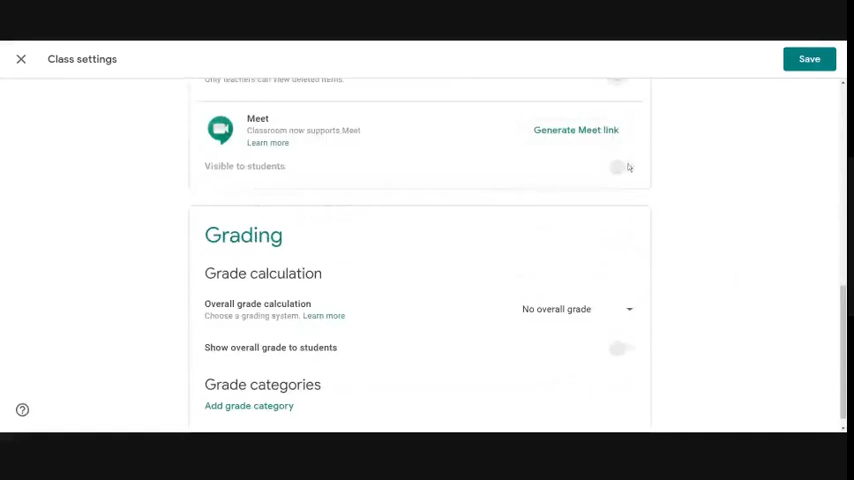 Class settings
Save
Only teachers can view deleted items.
Meet
Classroom now supports Meet
Learn more
Generate Meet link
Visible to students
Grading
Grade calculation
Overall grade calculation
Choose a grading system. Learn more
No overall grade
Show overall grade to students
Grade categories
Add grade category